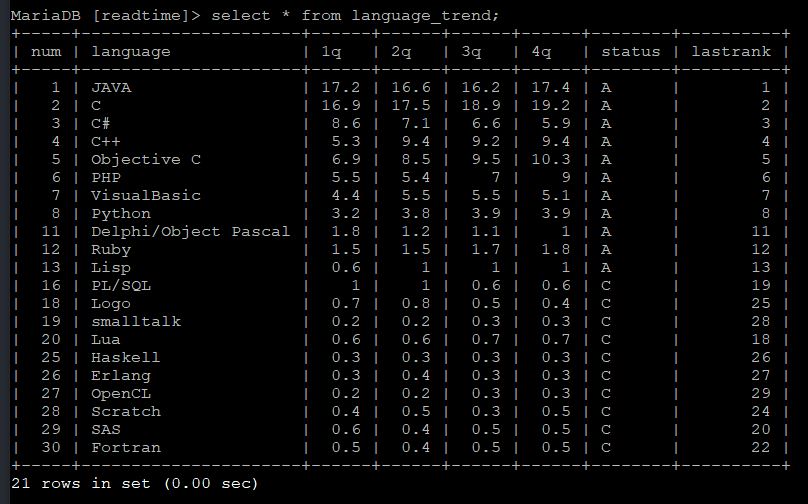 MariaDB [readtime]> select * from language_trend;
+-----+----------------------+------+------+------+------+--------+----------+
| num | language             | 1q   | 2q   | 3q   | 4q   | status | lastrank |
+-----+----------------------+------+------+------+------+--------+----------+
|   1 | JAVA                 | 17.2 | 16.6 | 16.2 | 17.4 | A      |        1 |
|   2 | C                    | 16.9 | 17.5 | 18.9 | 19.2 | A      |        2 |
|   3 | C#                   |  8.6 |  7.1 |  6.6 |  5.9 | A      |        3 |
|   4 | C++                  |  5.3 |  9.4 |  9.2 |  9.4 | A      |        4 |
|   5 | Objective C          |  6.9 |  8.5 |  9.5 | 10.3 | A      |        5 |
|   6 | PHP                  |  5.5 |  5.4 |    7 |    9 | A      |        6 |
|   7 | VisualBasic          |  4.4 |  5.5 |  5.5 |  5.1 | A      |        7 |
|   8 | Python               |  3.2 |  3.8 |  3.9 |  3.9 | A      |        8 |
|  11 | Delphi/Object Pascal |  1.8 |  1.2 |  1.1 |    1 | A      |       11 |
|  12 | Ruby                 |  1.5 |  1.5 |  1.7 |  1.8 | A      |       12 |
|  13 | Lisp                 |  0.6 |    1 |    1 |    1 | A      |       13 |
|  16 | PL/SQL               |    1 |    1 |  0.6 |  0.6 | C      |       19 |
|  18 | Logo                 |  0.7 |  0.8 |  0.5 |  0.4 | C      |       25 |
|  19 | smalltalk            |  0.2 |  0.2 |  0.3 |  0.3 | C      |       28 |
|  20 | Lua                  |  0.6 |  0.6 |  0.7 |  0.7 | C      |       18 |
|  25 | Haskell              |  0.3 |  0.3 |  0.3 |  0.3 | C      |       26 |
|  26 | Erlang               |  0.3 |  0.4 |  0.3 |  0.3 | C      |       27 |
|  27 | OpenCL               |  0.2 |  0.2 |  0.3 |  0.3 | C      |       29 |
|  28 | Scratch              |  0.4 |  0.5 |  0.3 |  0.5 | C      |       24 |
|  29 | SAS                  |  0.6 |  0.4 |  0.5 |  0.5 | C      |       20 |
|  30 | Fortran              |  0.5 |  0.4 |  0.5 |  0.5 | C      |       22 |
+-----+----------------------+------+------+------+------+--------+----------+
21 rows in set (0.00 sec)